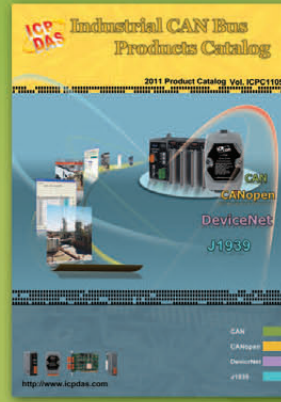 ICP DAS
Industrial CAN Bus
Products Catalog
2011 Product Catalog Vol. ICPC1105
CAN
CANopen
DeviceNet
J1939
CAN
CANopen
DeviceNet
J1939
http://www.icpdas.com